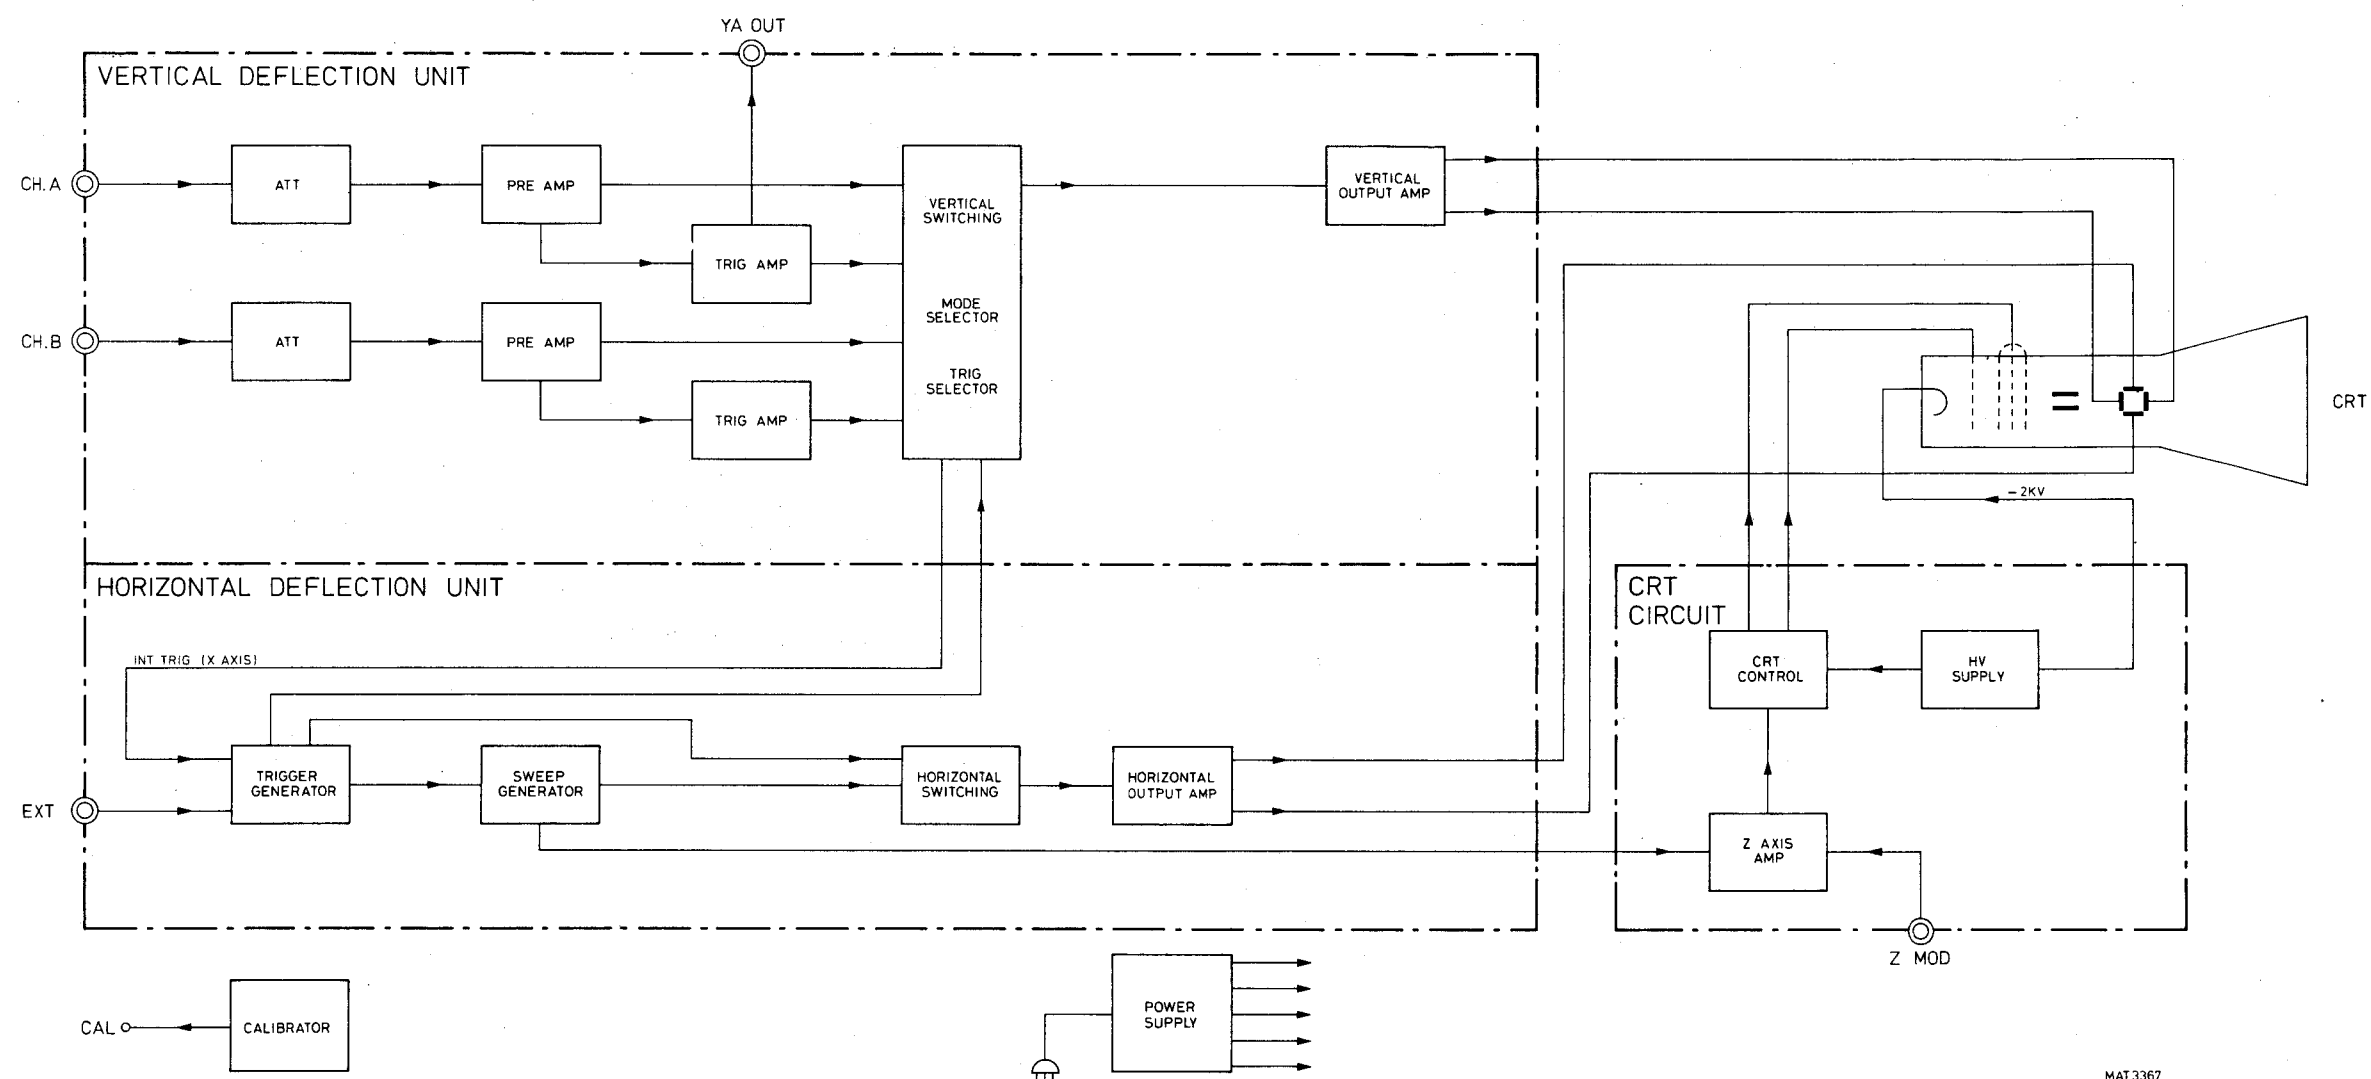 YA OUT
VERTICAL DEFLECTION UNIT
CH.A
ATT
PRE AMP
VERTICAL
SWITCHING
VERTICAL
OUTPUT AMP
TRIG AMP
MODE
SELECTOR
CH.B
ATT
PRE AMP
TRIG
SELECTOR
TRIG AMP
CRT
-2KV
HORIZONTAL DEFLECTION UNIT
CRT
CIRCUIT
INT TRIG (X AXIS)
CRT
CONTROL
HV
SUPPLY
EXT
TRIGGER
GENERATOR
SWEEP
GENERATOR
HORIZONTAL
SWITCHING
HORIZONTAL
OUTPUT AMP
Z AXIS
AMP
Z MOD
CAL
CALIBRATOR
POWER
SUPPLY
MAT3367